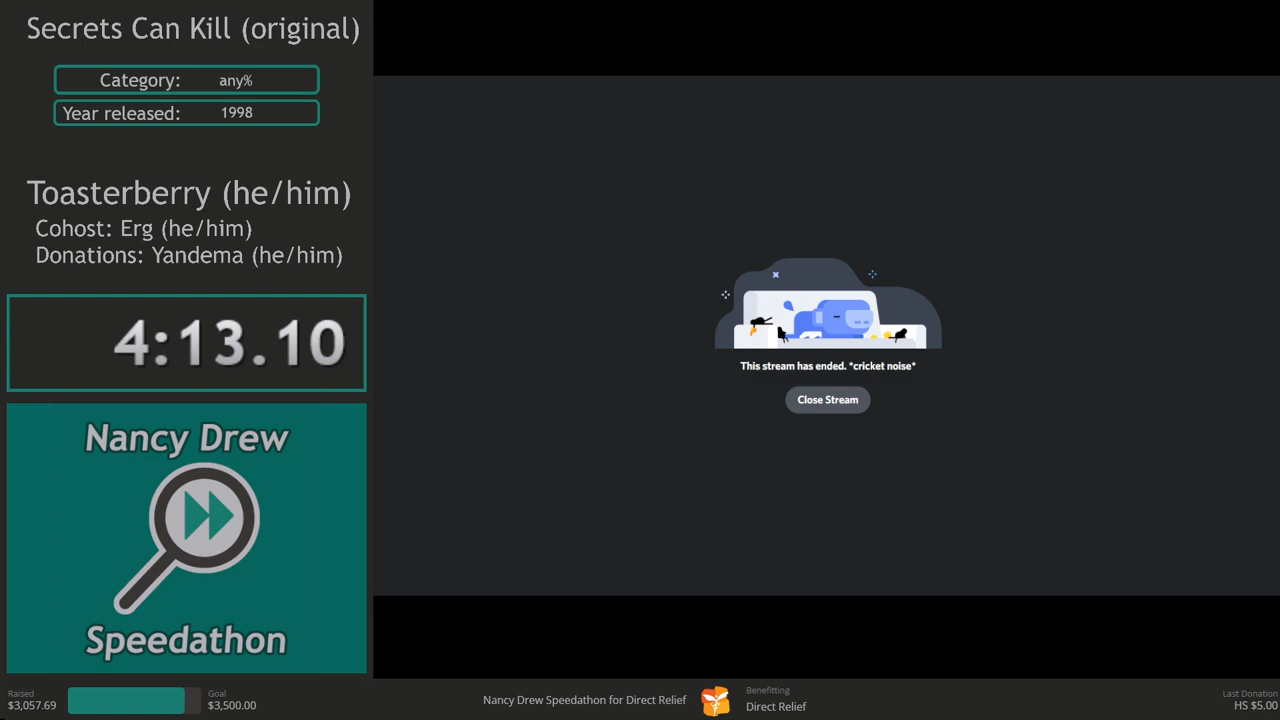 Secrets Can Kill (original)
Category: any%
Year released: 1998
Toasterberry (he/him)
Cohost: Erg (he/him)
Donations: Yandema (he/him)
4:13.10
Nancy Drew
Speedathon
This stream has ended. *cricket noise*
Close Stream
Raised
$3,057.69
Goal
$3,500.00
Nancy Drew Speedathon for Direct Relief
Benefitting
Direct Relief
Last Donation
HS $5.00